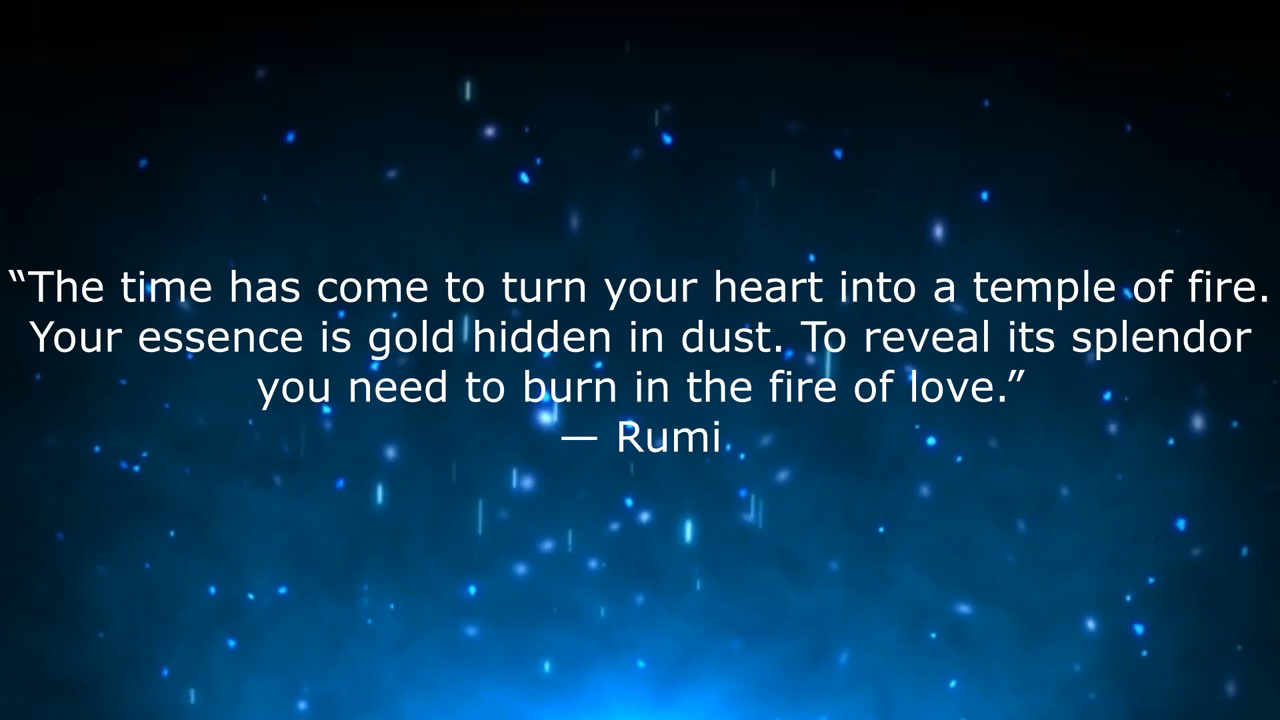 “The time has come to turn your heart into a temple of fire.
Your essence is gold hidden in dust. To reveal its splendor
you need to burn in the fire of love.”
— Rumi